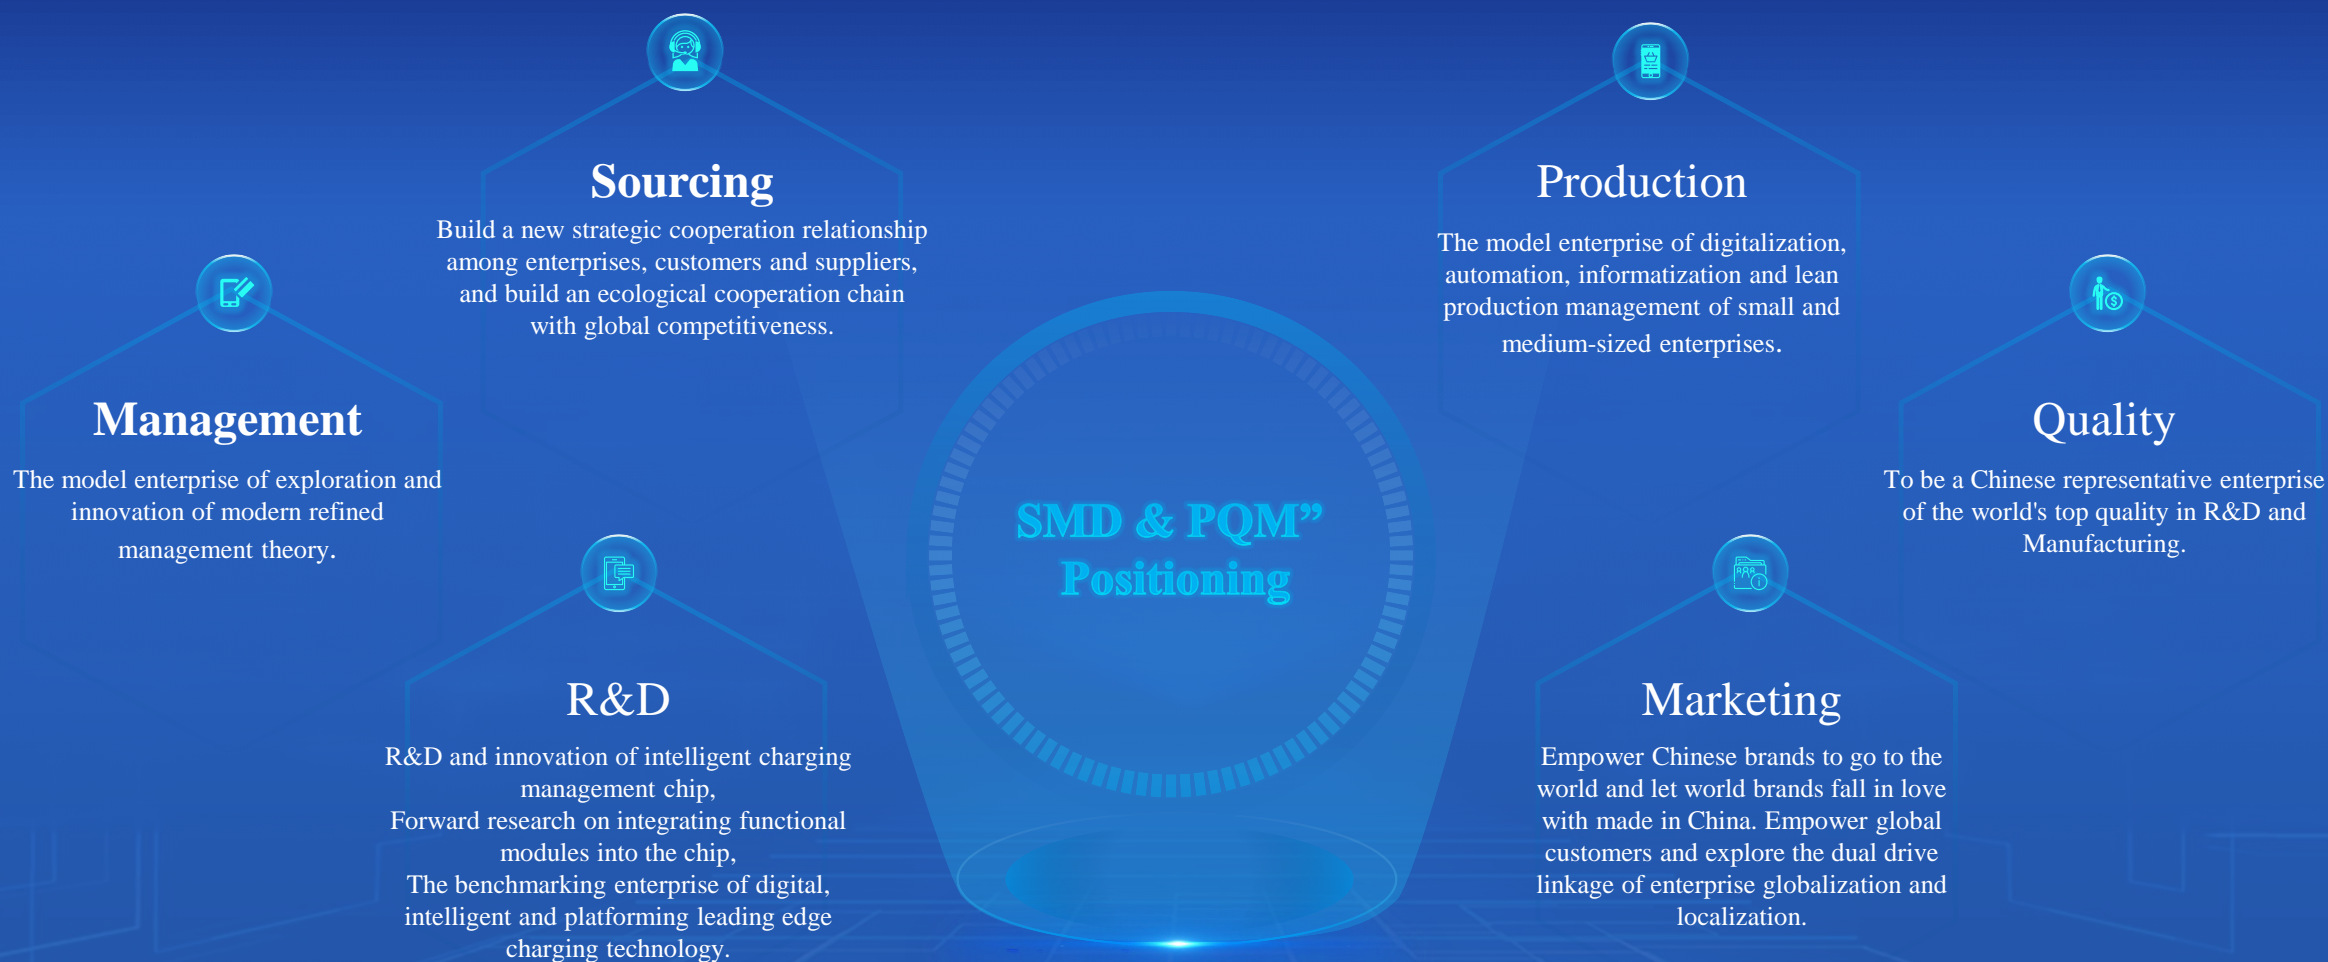 Sourcing
Build a new strategic cooperation relationship
among enterprises, customers and suppliers,
and build an ecological cooperation chain
with global competitiveness.
Management
The model enterprise of exploration and
innovation of modern refined
management theory.
R&D
R&D and innovation of intelligent charging
management chip,
Forward research on integrating functional
modules into the chip,
The benchmarking enterprise of digital,
intelligent and platforming leading edge
charging technology.
SMD & PQM”
Positioning
Production
The model enterprise of digitalization,
automation, informatization and lean
production management of small and
medium-sized enterprises.
Quality
To be a Chinese representative enterprise
of the world's top quality in R&D and
Manufacturing.
Marketing
Empower Chinese brands to go to the
world and let world brands fall in love
with made in China. Empower global
customers and explore the dual drive
linkage of enterprise globalization and
localization.